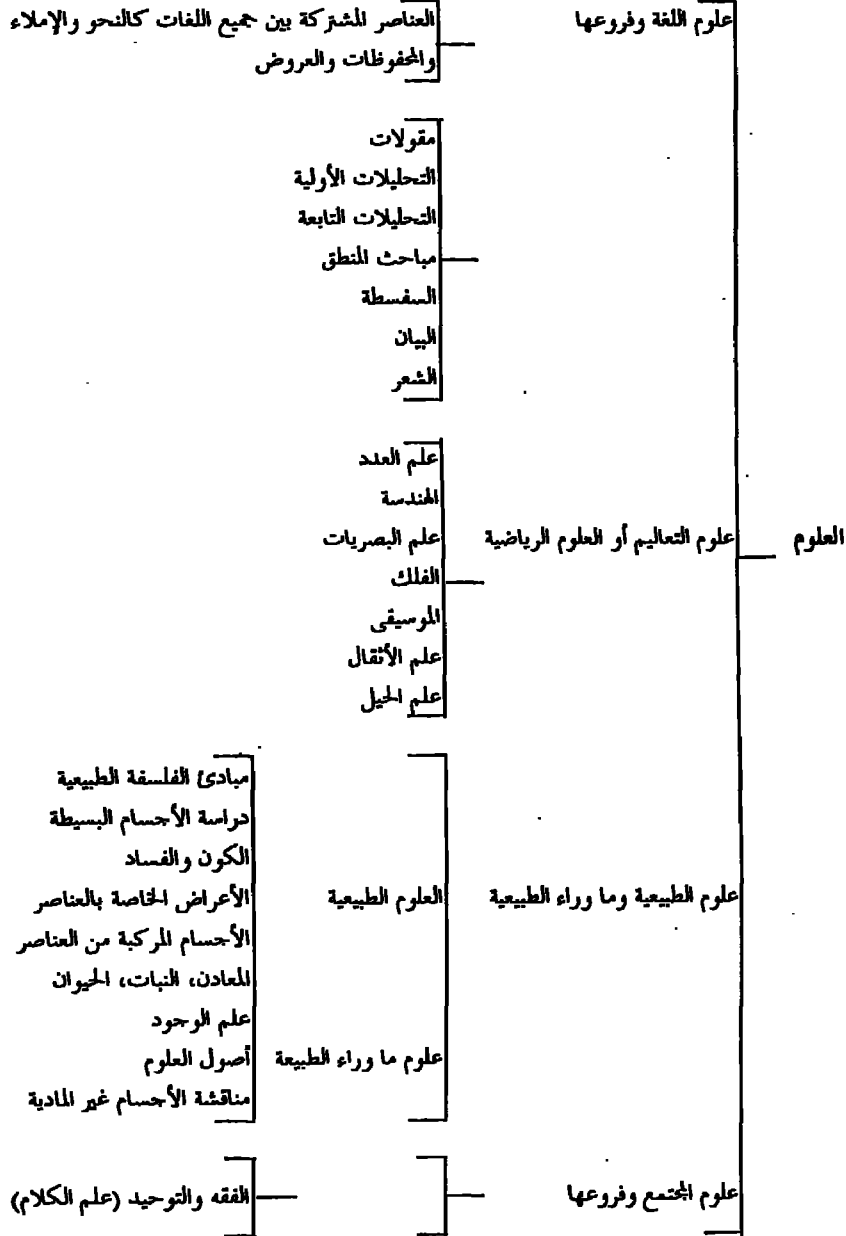 علوم اللغة وفروعها
العناصر المشتركة بين جميع اللغات كالنحو والإملاء
والمحفوظات والعروض
مقولات
التحليلات الأولية
التحليلات التابعة
مباحث المنطق
السفسطة
البيان
الشعر
العلوم
علوم التعاليم أو العلوم الرياضية
علم العدد
الهندسة
علم البصريات
الفلك
الموسيقى
علم الأثقال
علم الحيل
علوم الطبيعية وما وراء الطبيعية
العلوم الطبيعية
مبادئ الفلسفة الطبيعية
دراسة الأجسام البسيطة
الكون والفساد
الأعراض الخاصة بالعناصر
الأجسام المركبة من العناصر
المعادن، النبات، الحيوان
علوم ما وراء الطبيعة
علم الوجود
أصول العلوم
مناقشة الأجسام غير المادية
علوم المجتمع وفروعها
الفقه والتوحيد (علم الكلام)